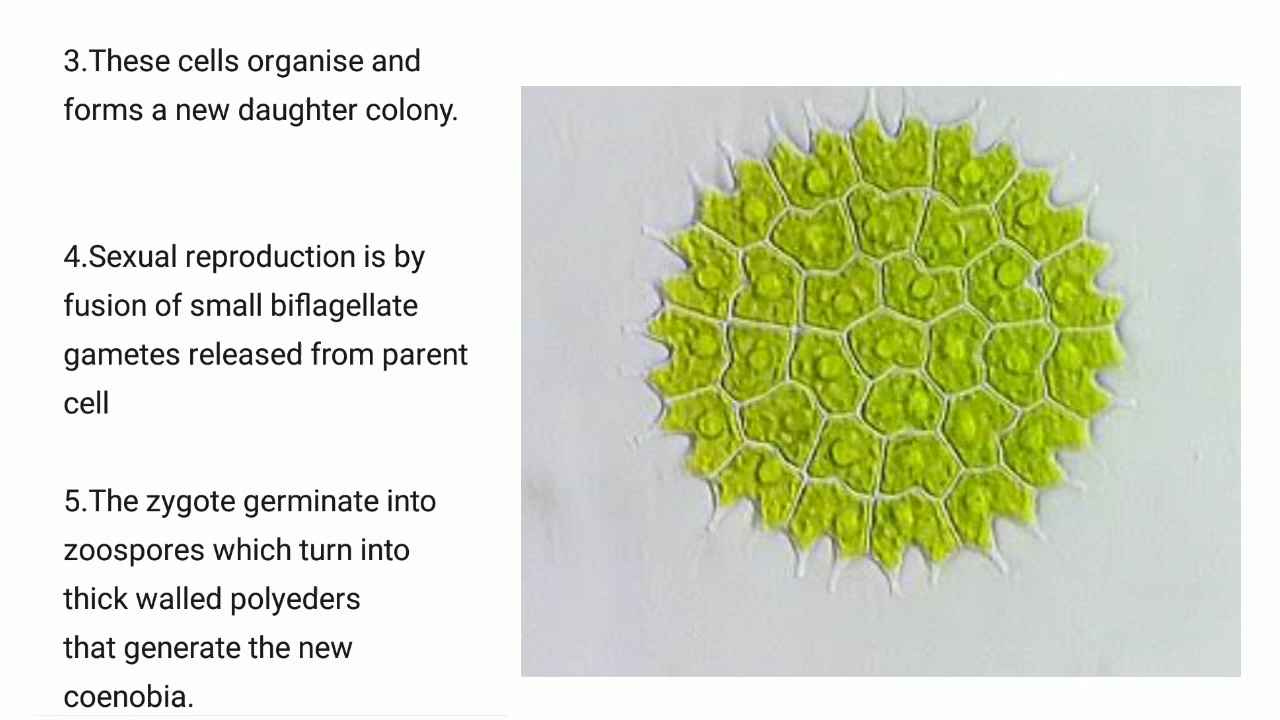 3.These cells organise and
forms a new daughter colony.
4.Sexual reproduction is by
fusion of small biflagellate
gametes released from parent
cell
5.The zygote germinate into
zoospores which turn into
thick walled polyeders
that generate the new
coenobia.